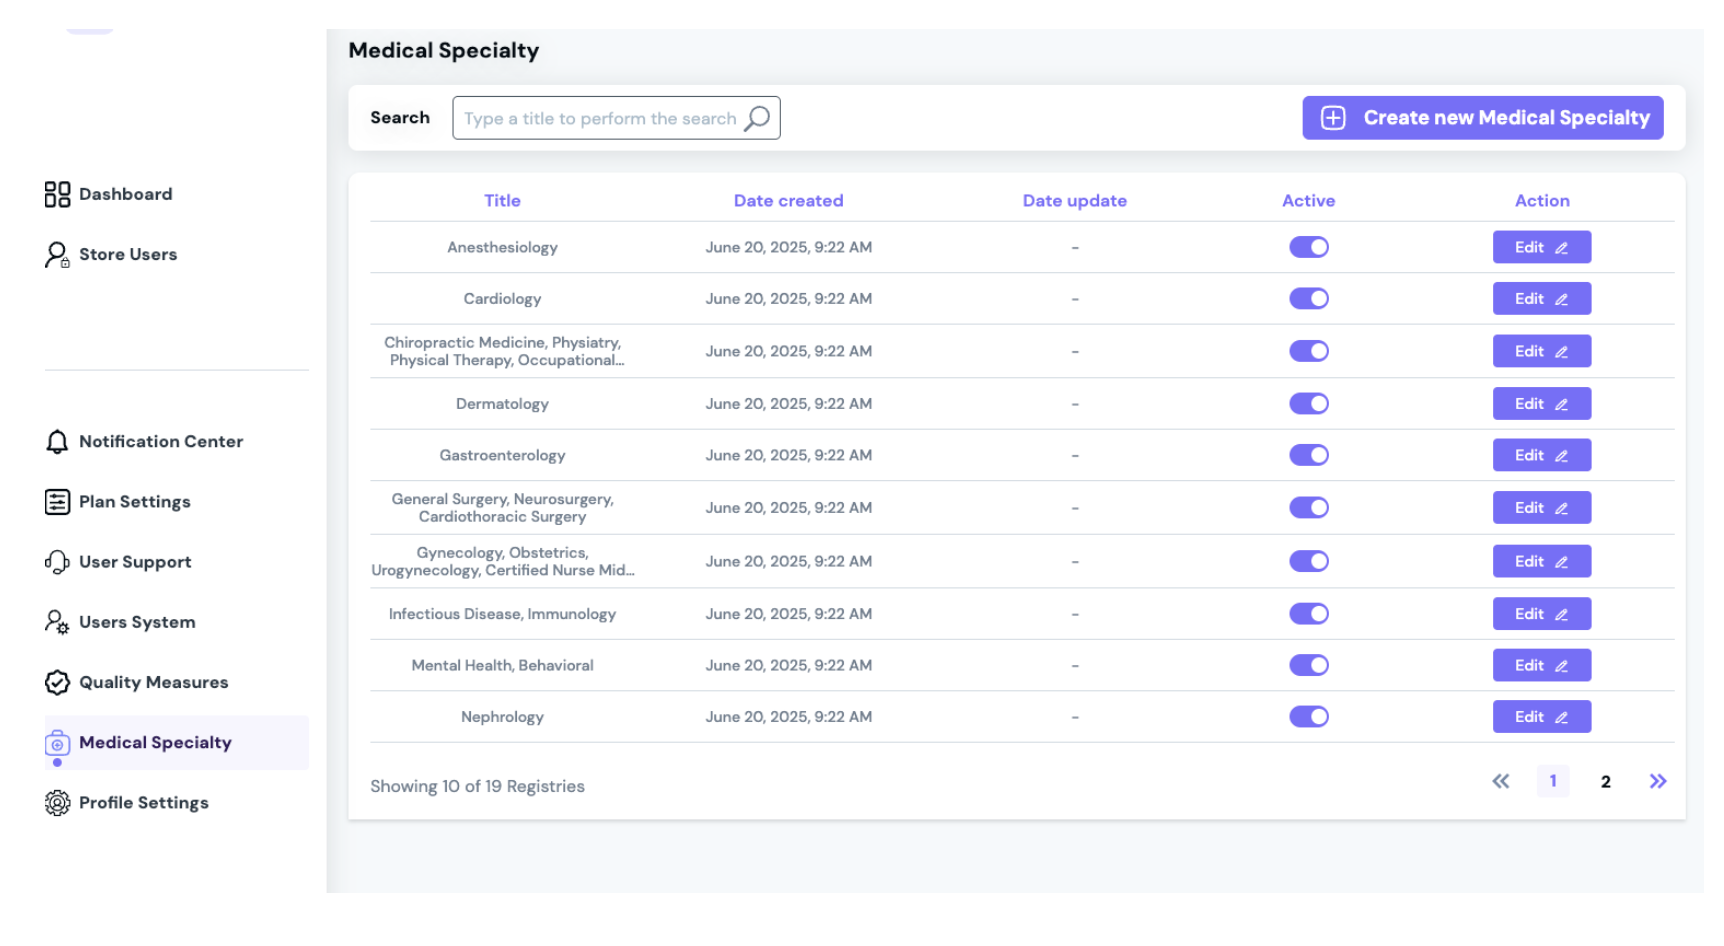 Medical Specialty
Search
Type a title to perform the search
Create new Medical Specialty
Dashboard
Store Users
Notification Center
Plan Settings
User Support
Users System
Quality Measures
Medical Specialty
Profile Settings
Title Date created Date update Active Action
Anesthesiology June 20, 2025, 9:22 AM - Edit
Cardiology June 20, 2025, 9:22 AM - Edit
Chiropractic Medicine, Physiatry,
Physical Therapy, Occupational... June 20, 2025, 9:22 AM - Edit
Dermatology June 20, 2025, 9:22 AM - Edit
Gastroenterology June 20, 2025, 9:22 AM - Edit
General Surgery, Neurosurgery,
Cardiothoracic Surgery June 20, 2025, 9:22 AM - Edit
Gynecology, Obstetrics,
Urogynecology, Certified Nurse Mid... June 20, 2025, 9:22 AM - Edit
Infectious Disease, Immunology June 20, 2025, 9:22 AM - Edit
Mental Health, Behavioral June 20, 2025, 9:22 AM - Edit
Nephrology June 20, 2025, 9:22 AM - Edit
Showing 10 of 19 Registries
« 1 2 »